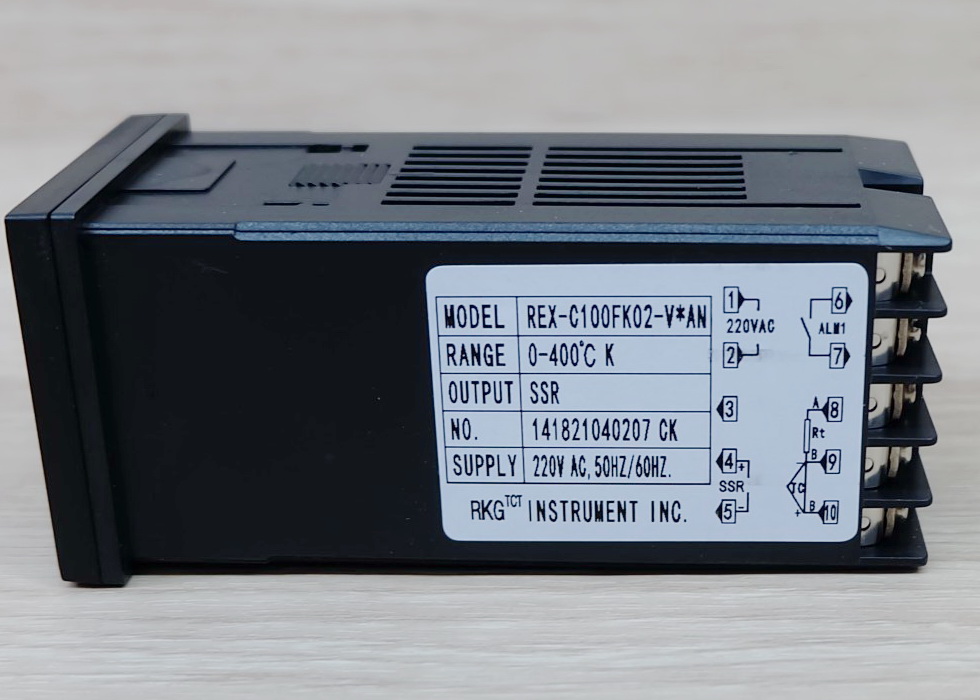 MODEL REX-C100FK02-V*AN
RANGE 0-400℃ K
OUTPUT SSR
NO. 141821040207 CK
SUPPLY 220V AC, 50HZ/60HZ.
RKG TCT INSTRUMENT INC.
1
220VAC
2
3
4 +
SSR
5 -
6
ALM1
7
A 8
Rt
B 9
-
TC
+ B 10